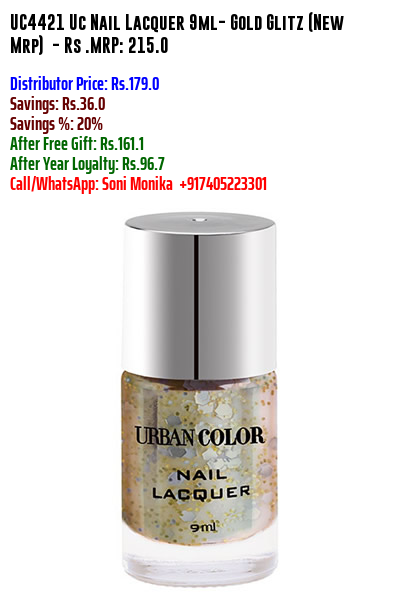 UC4421 Uc Nail Lacquer 9ml- Gold Glitz (New
Mrp) - Rs .MRP: 215.0
Distributor Price: Rs.179.0
Savings: Rs.36.0
Savings %: 20%
After Free Gift: Rs.161.1
After Year Loyalty: Rs.96.7
Call/WhatsApp: Soni Monika +917405223301
URBAN COLOR
NAIL
LACQUER
9ml